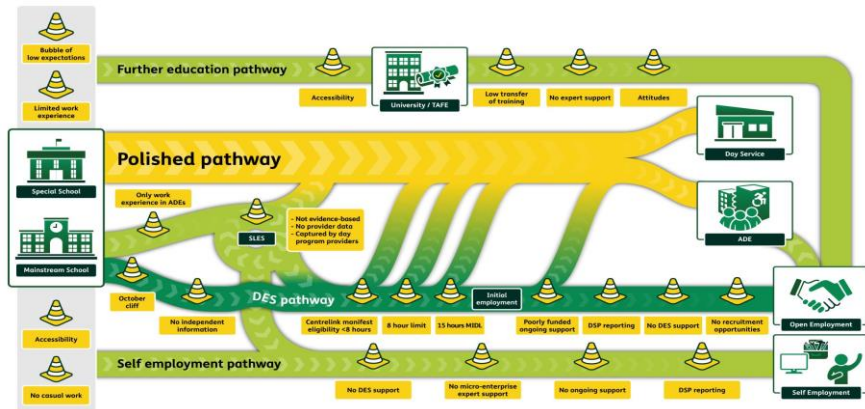 Bubble of
low expectations
Limited work
experience
Special School
Mainstream School
Accessibility
No casual work
Further education pathway
Accessibility
University / TAFE
Low transfer
of training
No expert support
Attitudes
Polished pathway
Day Service
ADE
Only work
experience in ADEs
SLES
- Not evidence-based
- No provider data
- Captured by day
program providers
October
cliff
No independent
information
DES pathway
Centrelink manifest
eligibility <8 hours
8 hour limit
15 hours MIDL
Initial
employment
Poorly funded
ongoing support
DSP reporting
No DES support
No recruitment
opportunities
Open Employment
Self employment pathway
No DES support
No micro-enterprise
expert support
No ongoing support
DSP reporting
Self Employment